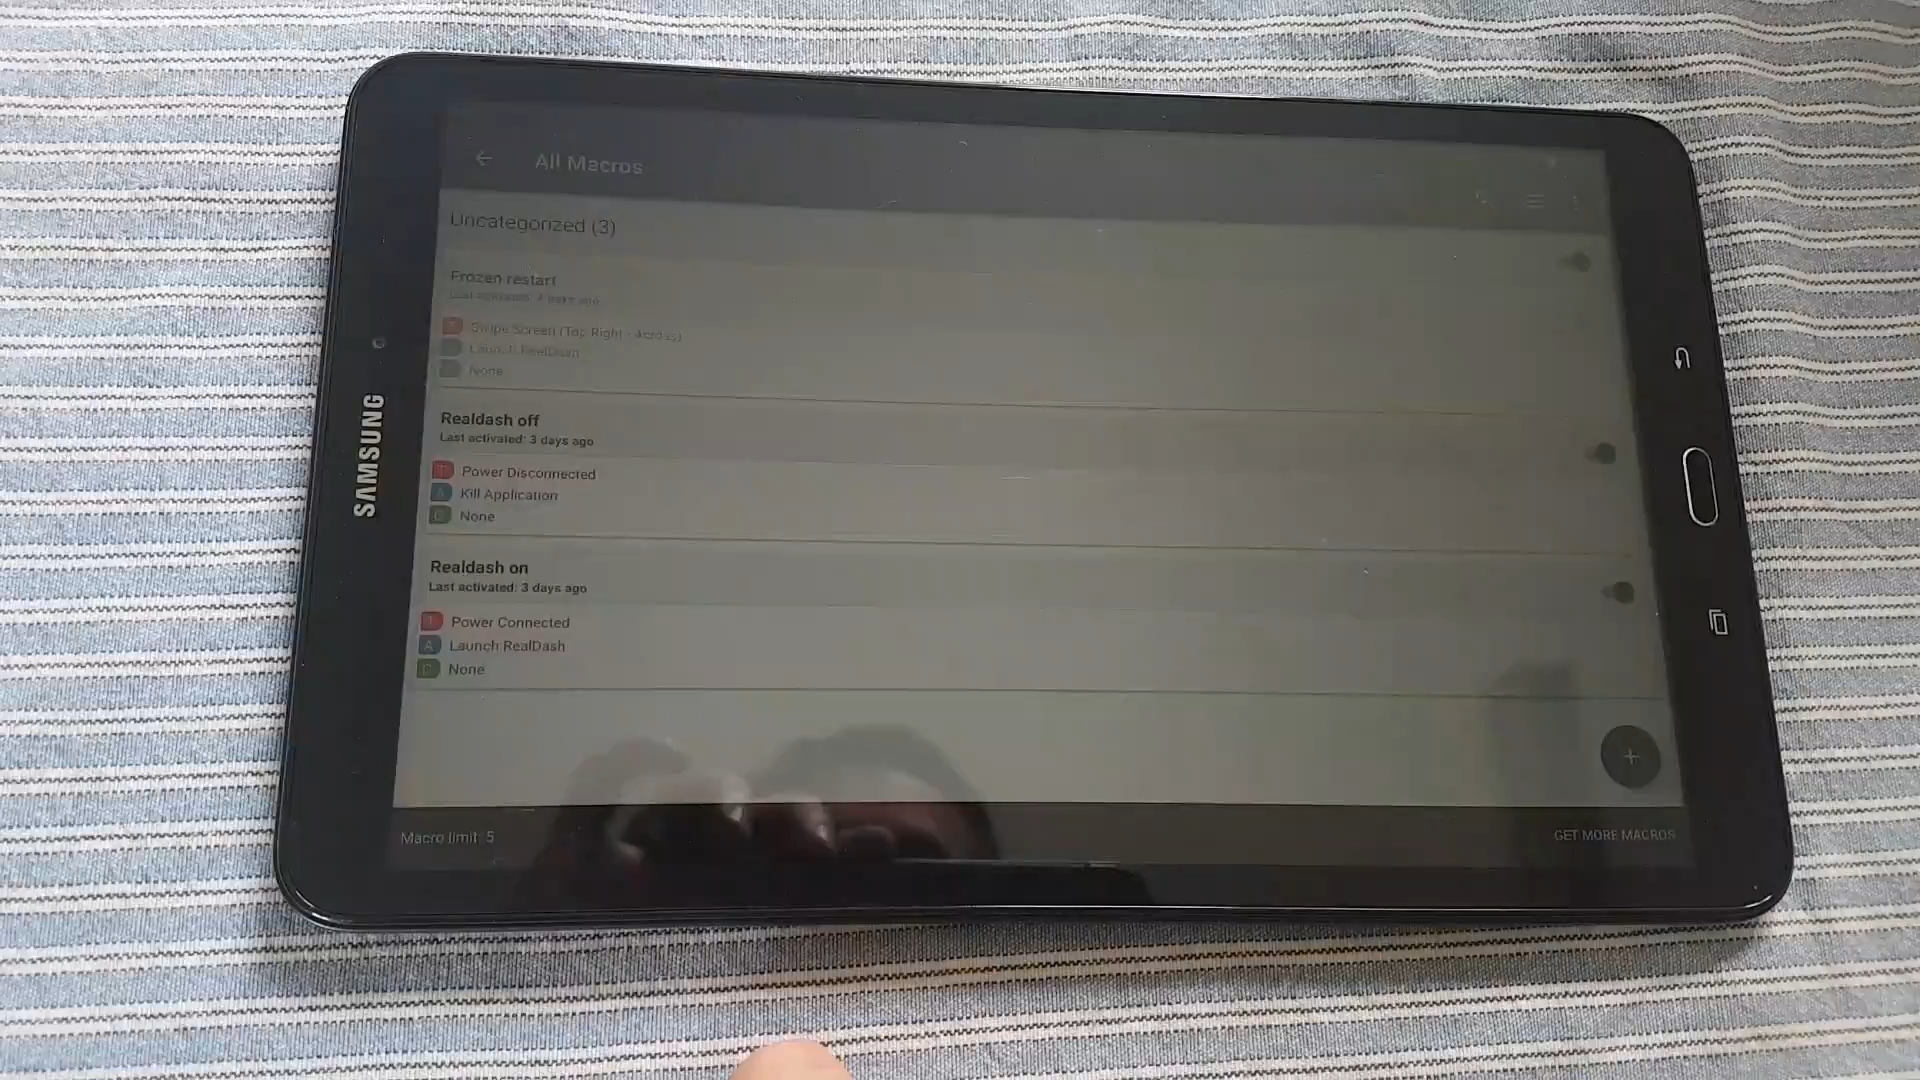 SAMSUNG
All Macros
Uncategorized (3)
Frozen restart
Last activated: 4 days ago
Swipe Screen (Top Right - Across)
Launch RealDash
None
Realdash off
Last activated: 3 days ago
T Power Disconnected
A Kill Application
C None
Realdash on
Last activated: 3 days ago
T Power Connected
A Launch RealDash
C None
+
Macro limit: 5
GET MORE MACROS